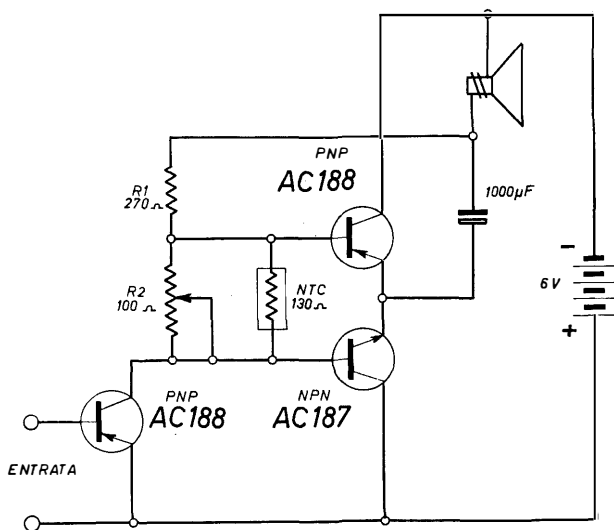 PNP
AC188
R1
270 Ω
1000µF
R2
100 Ω
NTC
130 Ω
-
6V
+
PNP
AC188
NPN
AC187
ENTRATA